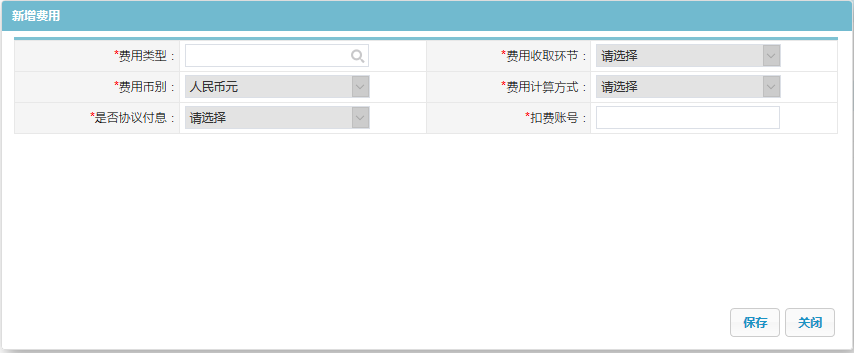 新增费用
*费用类型： *费用收取环节： 请选择
*费用币别： 人民币元 *费用计算方式： 请选择
*是否协议付息： 请选择 *扣费账号：
保存 关闭